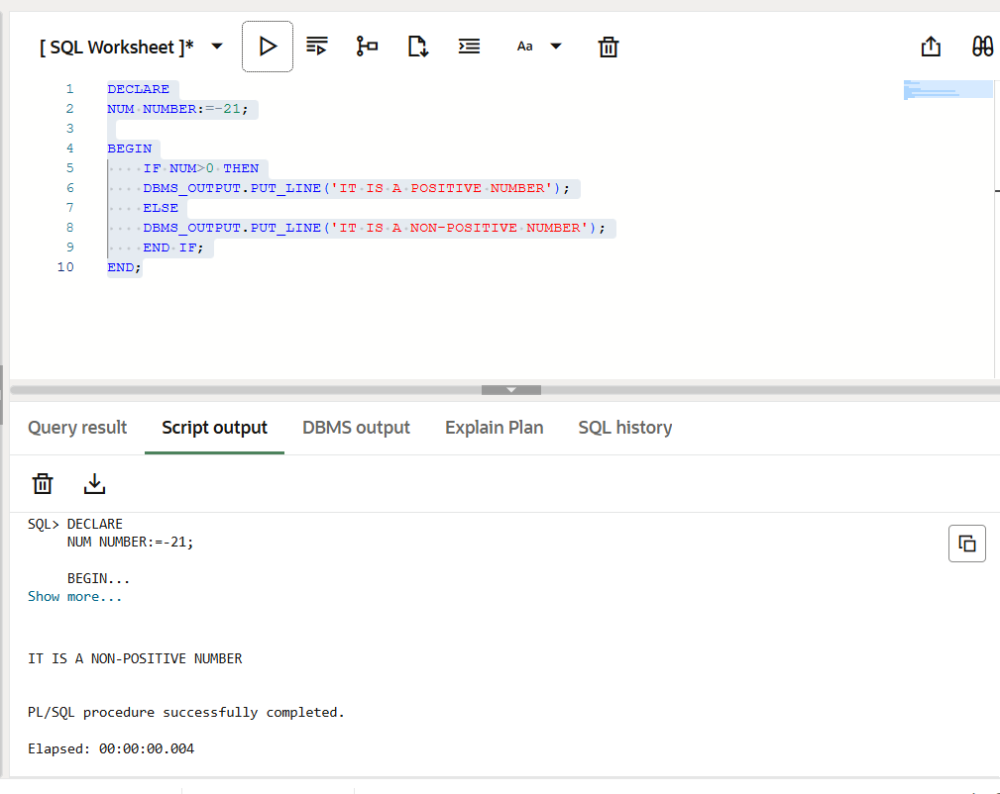 [ SQL Worksheet ]*
Aa
1 DECLARE
2 NUM NUMBER:=-21;
3
4 BEGIN
5 IF NUM>0 THEN
6 DBMS_OUTPUT.PUT_LINE('IT IS A POSITIVE NUMBER');
7 ELSE
8 DBMS_OUTPUT.PUT_LINE('IT IS A NON-POSITIVE NUMBER');
9 END IF;
10 END;
Query result Script output DBMS output Explain Plan SQL history
SQL> DECLARE
NUM NUMBER:=-21;
BEGIN...
Show more...
IT IS A NON-POSITIVE NUMBER
PL/SQL procedure successfully completed.
Elapsed: 00:00:00.004